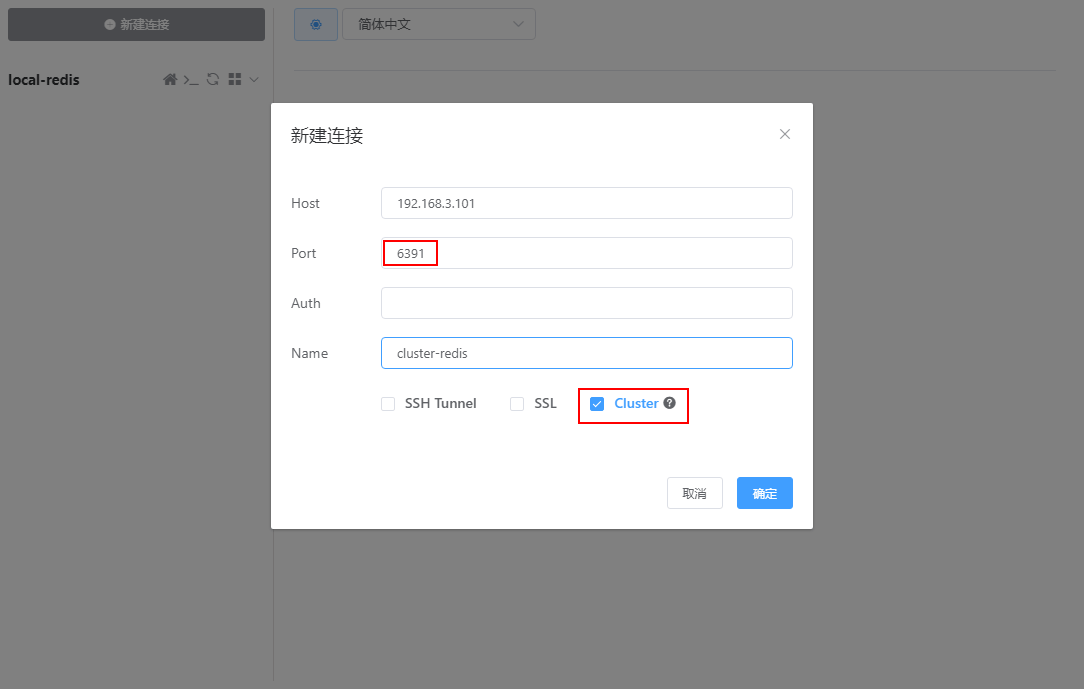 新建连接
简体中文
local-redis
新建连接
Host
192.168.3.101
Port
6391
Auth
Name
cluster-redis
SSH Tunnel
SSL
Cluster
取消
确定